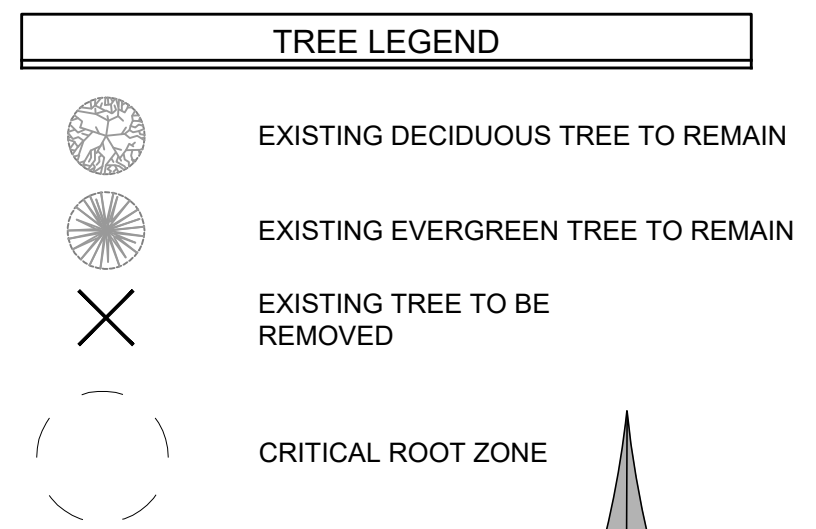 TREE LEGEND
EXISTING DECIDUOUS TREE TO REMAIN
EXISTING EVERGREEN TREE TO REMAIN
EXISTING TREE TO BE
REMOVED
CRITICAL ROOT ZONE